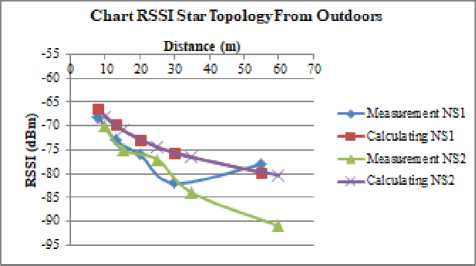 Chart RSSI Star Topology From Outdoors
Distance (m)
0 10 20 30 40 50 60 70
RSSI (dBm)
-55
-60
-65
-70
-75
-80
-85
-90
-95
Measurement NS1
Calculating NS1
Measurement NS2
Calculating NS2